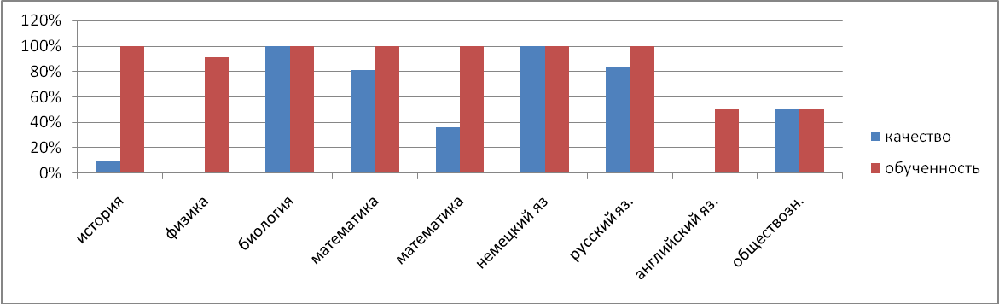 120%
100%
80%
60%
40%
20%
0%
история
физика
биология
математика
математика
немецкий яз
русский яз.
английский яз.
обществозн.
качество
обученность